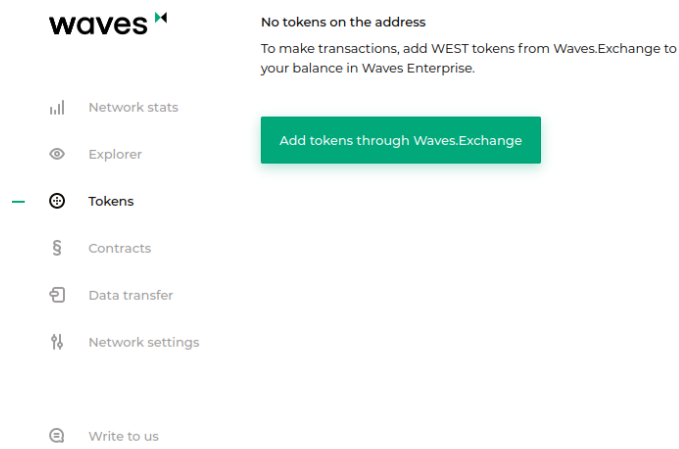 waves
Network stats
Explorer
Tokens
Contracts
Data transfer
Network settings
Write to us
No tokens on the address
To make transactions, add WEST tokens from Waves.Exchange to
your balance in Waves Enterprise.
Add tokens through Waves.Exchange